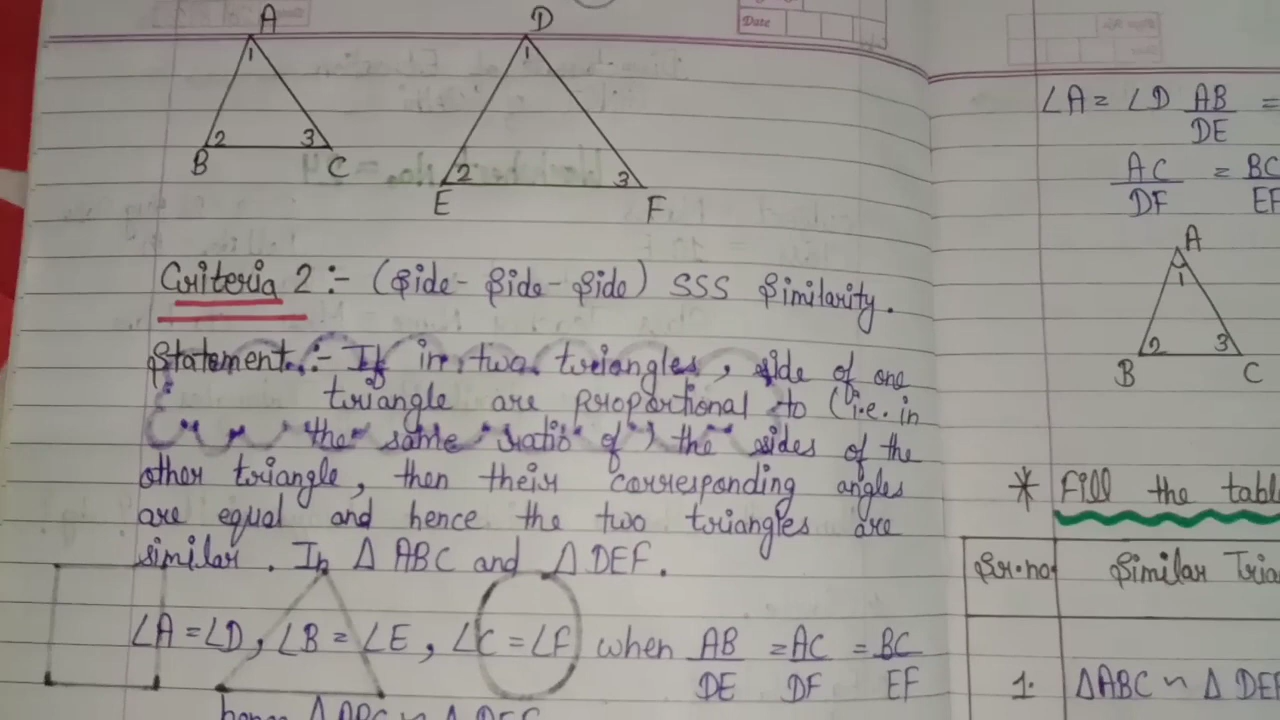 Date
A
1
2
3
B
C
D
1
2
3
E
F
Criteria 2 :- (Side - Side - Side) SSS Similarity.
Statement :- If in two triangles, side of one
triangle are proportional to (i.e. in
the same ratio of) the sides of the
other triangle, then their corresponding angles
are equal and hence the two triangles are
similar. In Δ ABC and Δ DEF.
∠A = ∠D, ∠B = ∠E, ∠C = ∠F when AB/DE = AC/DF = BC/EF
hence Δ ABC ~ Δ DEF
∠A = ∠D AB/DE =
AC/DF = BC/EF
A
1
2
3
B
C
* Fill the
Sr.no. Similar
1. ΔABC ~ Δ DEF